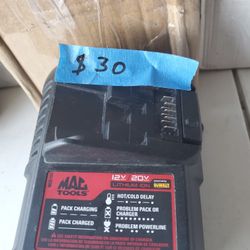 $30
MAC
TOOLS
12V 20V
LITHIUM ION
DEWALT
HOT/COLD DELAY
PACK CHARGING
PROBLEM PACK OR
CHARGER
PACK CHARGED
PROBLEM POWERLINE